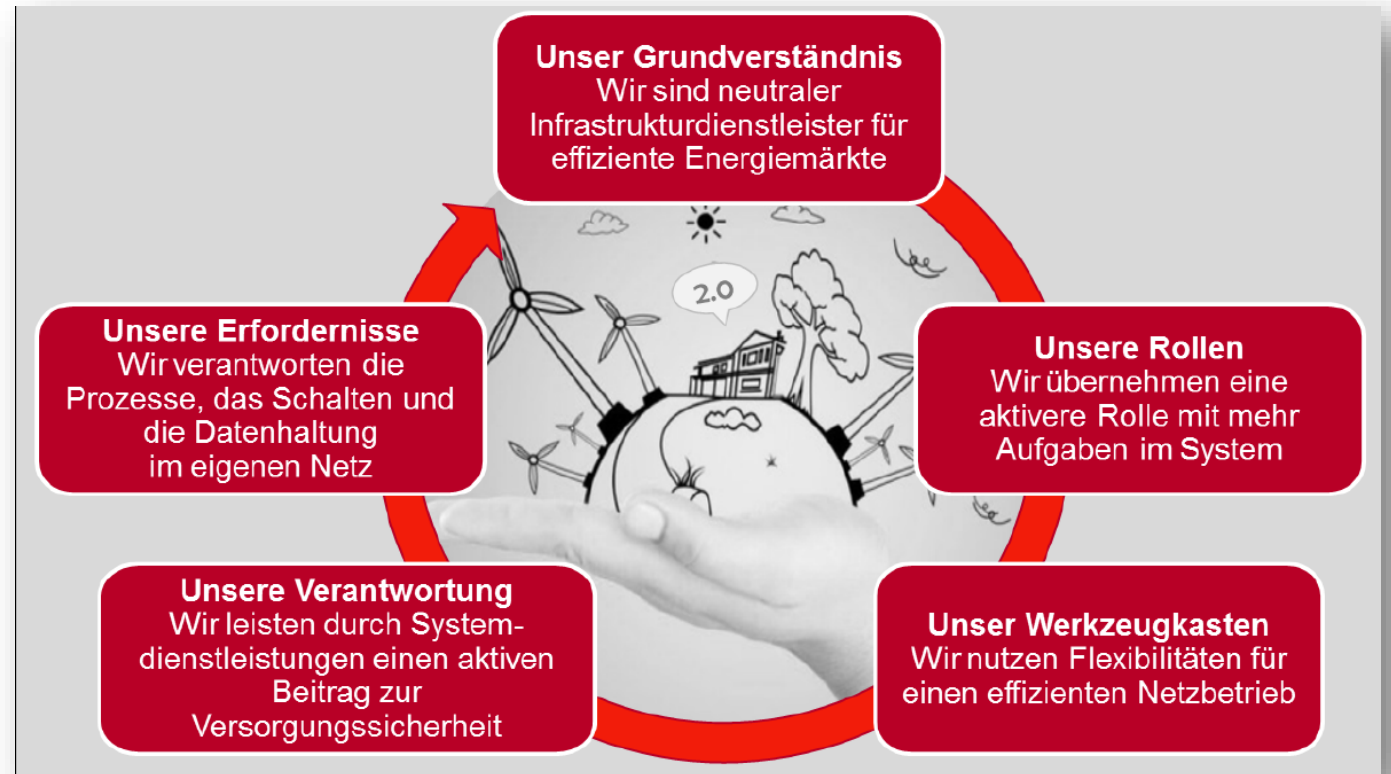 Unser Grundverständnis
Wir sind neutraler
Infrastrukturdienstleister für
effiziente Energiemärkte
2.0
Unsere Erfordernisse
Wir verantworten die
Prozesse, das Schalten und
die Datenhaltung
im eigenen Netz
Unsere Rollen
Wir übernehmen eine
aktivere Rolle mit mehr
Aufgaben im System
Unsere Verantwortung
Wir leisten durch System-
dienstleistungen einen aktiven
Beitrag zur
Versorgungssicherheit
Unser Werkzeugkasten
Wir nutzen Flexibilitäten für
einen effizienten Netzbetrieb